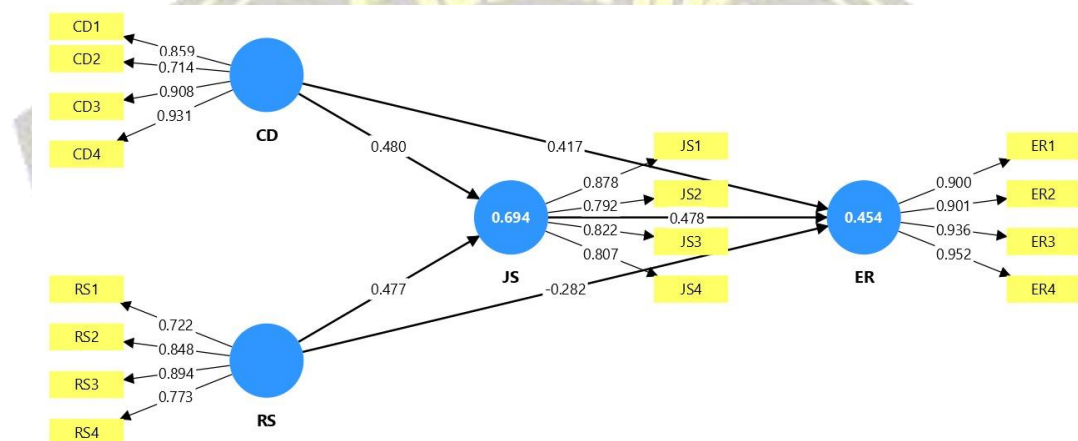 CD1
CD2
CD3
CD4
0.859
0.714
0.908
0.931
CD
0.480
0.417
RS1
RS2
RS3
RS4
0.722
0.848
0.894
0.773
RS
0.477
-0.282
0.694
JS
0.878
0.792
0.478
0.822
0.807
JS1
JS2
JS3
JS4
0.454
ER
0.900
0.901
0.936
0.952
ER1
ER2
ER3
ER4